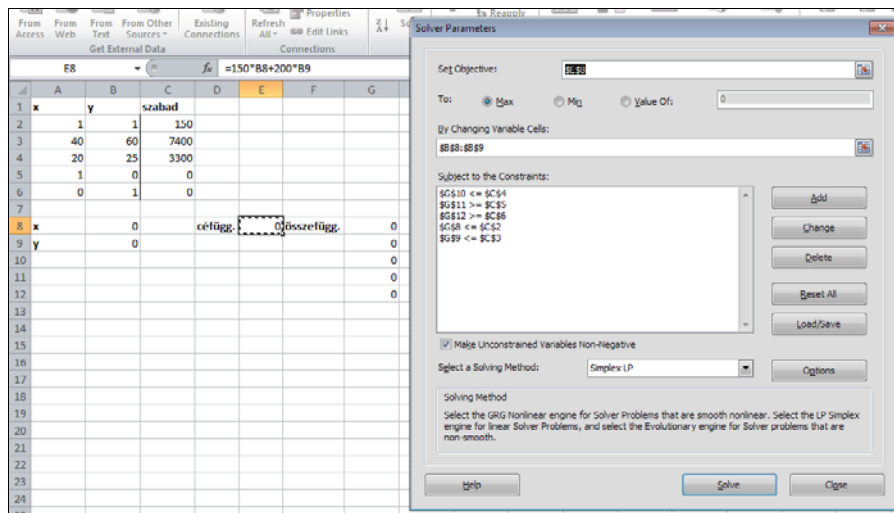 Properties
Reapply
From From From From Other Existing Refresh Edit Links
Access Web Text Sources Connections All
Get External Data Connections
E8 fx =150*B8+200*B9
A B C D E F G
1 x y szabad
2 1 1 150
3 40 60 7400
4 20 25 3300
5 1 0 0
6 0 1 0
7
8 x 0 céfügg. 0 összefügg. 0
9 y 0 0
10 0
11 0
12 0
13
14
15
16
17
18
19
20
21
22
23
24
Solver Parameters
Set Objective: $E$8
To: Max Min Value Of: 0
By Changing Variable Cells:
$B$8:$B$9
Subject to the Constraints:
$G$10 <= $C$4
$G$11 >= $C$5
$G$12 >= $C$6
$G$8 <= $C$2
$G$9 <= $C$3
Add
Change
Delete
Reset All
Load/Save
Make Unconstrained Variables Non-Negative
Select a Solving Method: Simplex LP Options
Solving Method
Select the GRG Nonlinear engine for Solver Problems that are smooth nonlinear. Select the LP Simplex
engine for linear Solver Problems, and select the Evolutionary engine for Solver problems that are
non-smooth.
Help Solve Close